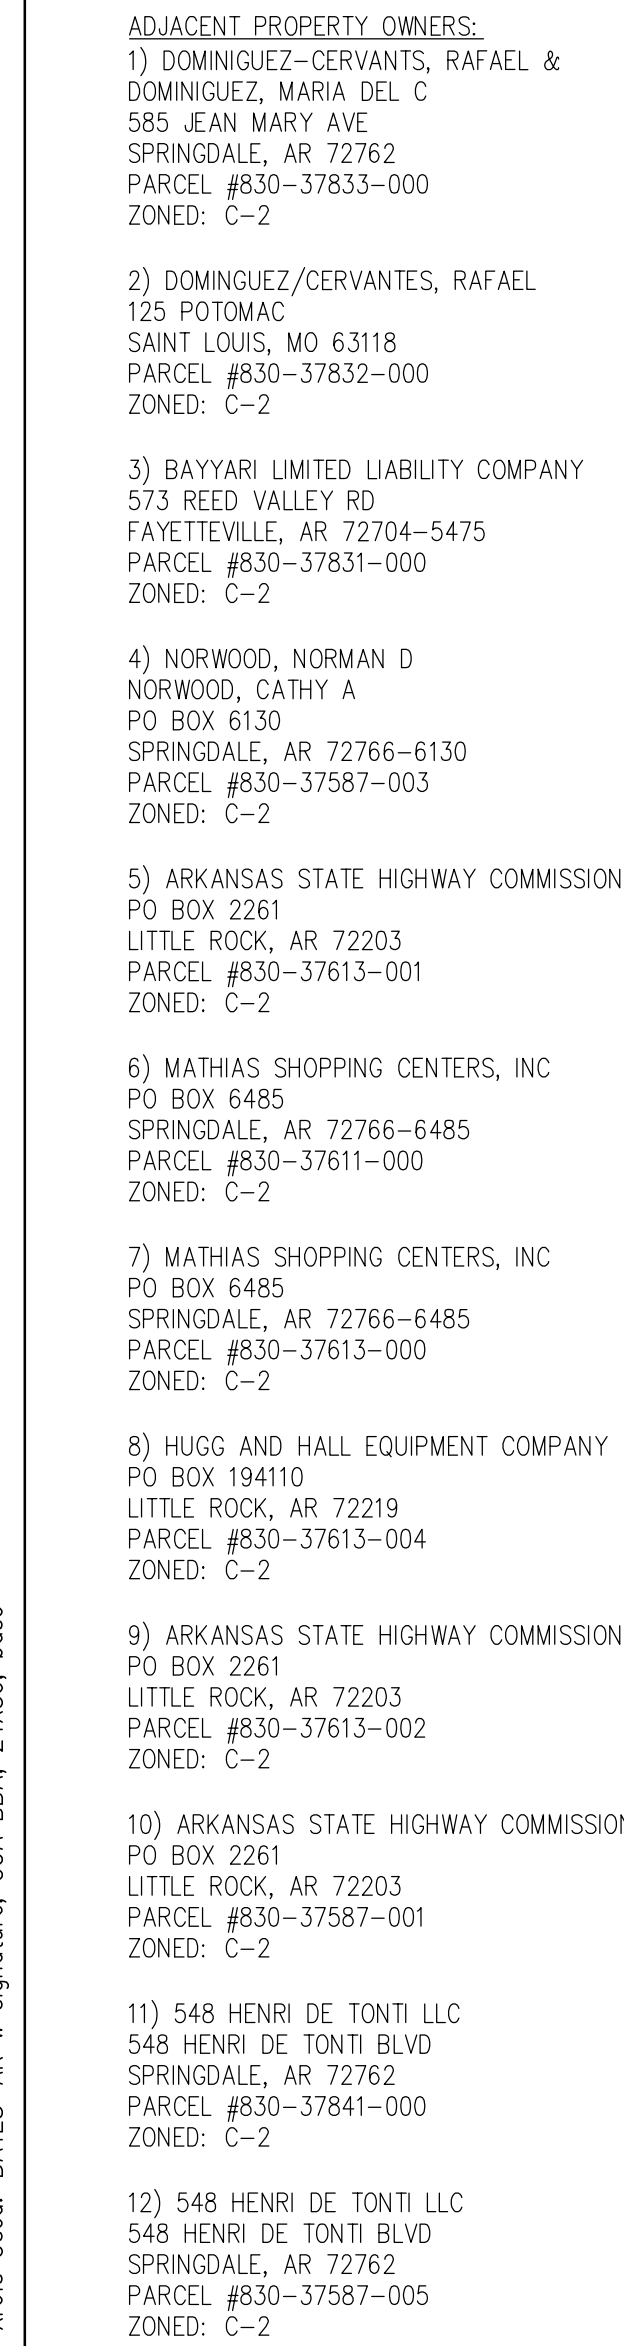 ADJACENT PROPERTY OWNERS:
1) DOMINIGUEZ-CERVANTS, RAFAEL &
DOMINIGUEZ, MARIA DEL C
585 JEAN MARY AVE
SPRINGDALE, AR 72762
PARCEL #830-37833-000
ZONED: C-2
2) DOMINGUEZ/CERVANTES, RAFAEL
125 POTOMAC
SAINT LOUIS, MO 63118
PARCEL #830-37832-000
ZONED: C-2
3) BAYYARI LIMITED LIABILITY COMPANY
573 REED VALLEY RD
FAYETTEVILLE, AR 72704-5475
PARCEL #830-37831-000
ZONED: C-2
4) NORWOOD, NORMAN D
NORWOOD, CATHY A
PO BOX 6130
SPRINGDALE, AR 72766-6130
PARCEL #830-37587-003
ZONED: C-2
5) ARKANSAS STATE HIGHWAY COMMISSION
PO BOX 2261
LITTLE ROCK, AR 72203
PARCEL #830-37613-001
ZONED: C-2
6) MATHIAS SHOPPING CENTERS, INC
PO BOX 6485
SPRINGDALE, AR 72766-6485
PARCEL #830-37611-000
ZONED: C-2
7) MATHIAS SHOPPING CENTERS, INC
PO BOX 6485
SPRINGDALE, AR 72766-6485
PARCEL #830-37613-000
ZONED: C-2
8) HUGG AND HALL EQUIPMENT COMPANY
PO BOX 194110
LITTLE ROCK, AR 72219
PARCEL #830-37613-004
ZONED: C-2
9) ARKANSAS STATE HIGHWAY COMMISSION
PO BOX 2261
LITTLE ROCK, AR 72203
PARCEL #830-37613-002
ZONED: C-2
10) ARKANSAS STATE HIGHWAY COMMISSION
PO BOX 2261
LITTLE ROCK, AR 72203
PARCEL #830-37587-001
ZONED: C-2
11) 548 HENRI DE TONTI LLC
548 HENRI DE TONTI BLVD
SPRINGDALE, AR 72762
PARCEL #830-37841-000
ZONED: C-2
12) 548 HENRI DE TONTI LLC
548 HENRI DE TONTI BLVD
SPRINGDALE, AR 72762
PARCEL #830-37587-005
ZONED: C-2